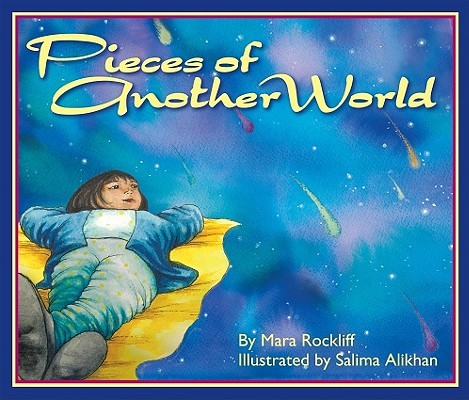 Pieces of
Another World
By Mara Rockliff
Illustrated by Salima Alikhan